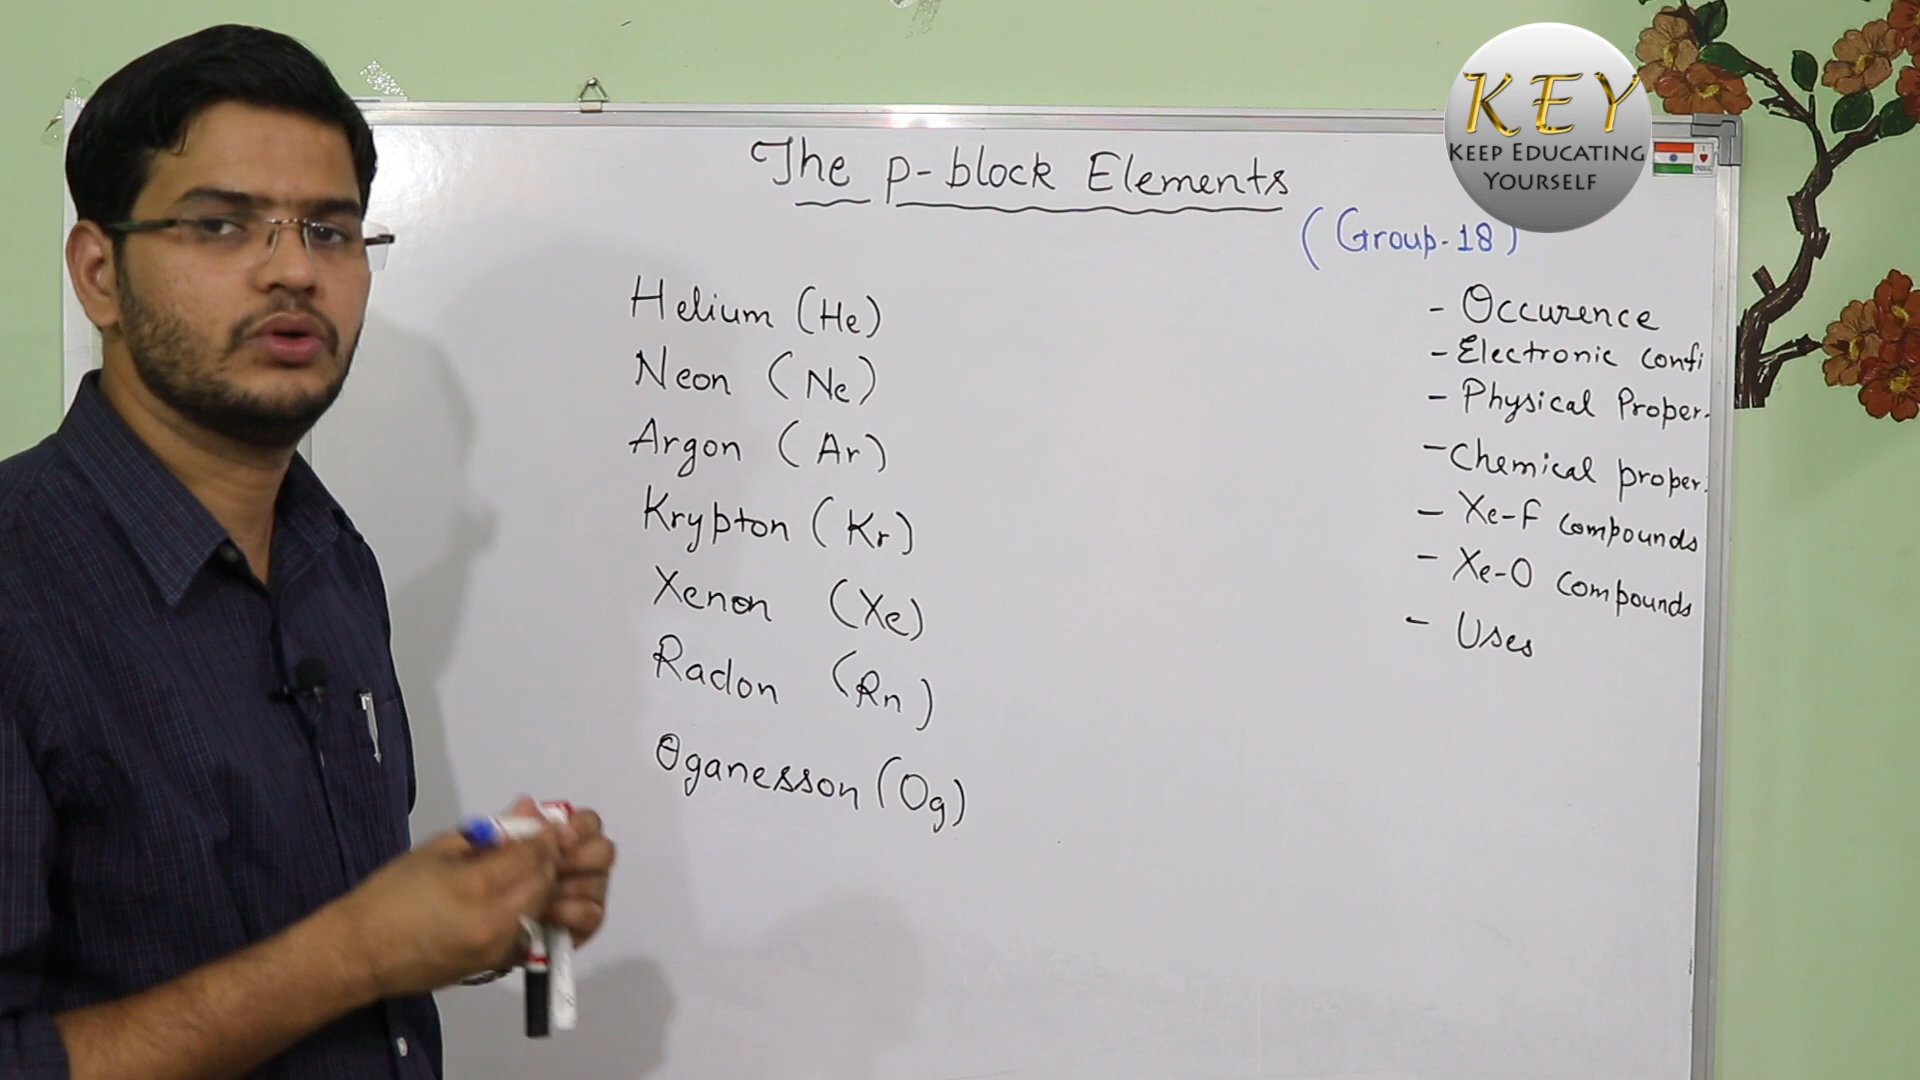 The p-block Elements
(Group-18)
Helium (He)
Neon (Ne)
Argon (Ar)
Krypton (Kr)
Xenon (Xe)
Radon (Rn)
Oganesson (Og)
- Occurence
- Electronic confi
- Physical Proper.
- Chemical proper.
- Xe-F compounds
- Xe-O compounds
- Uses
KEY
KEEP EDUCATING
YOURSELF
I
INDIA